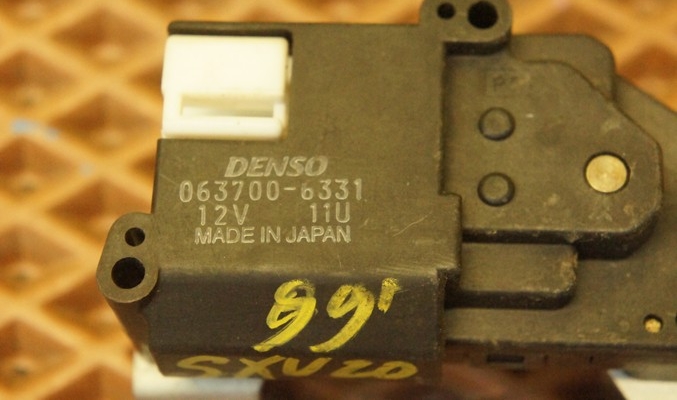 DENSO
063700-6331
12V 11U
MADE IN JAPAN
99'
SXV20